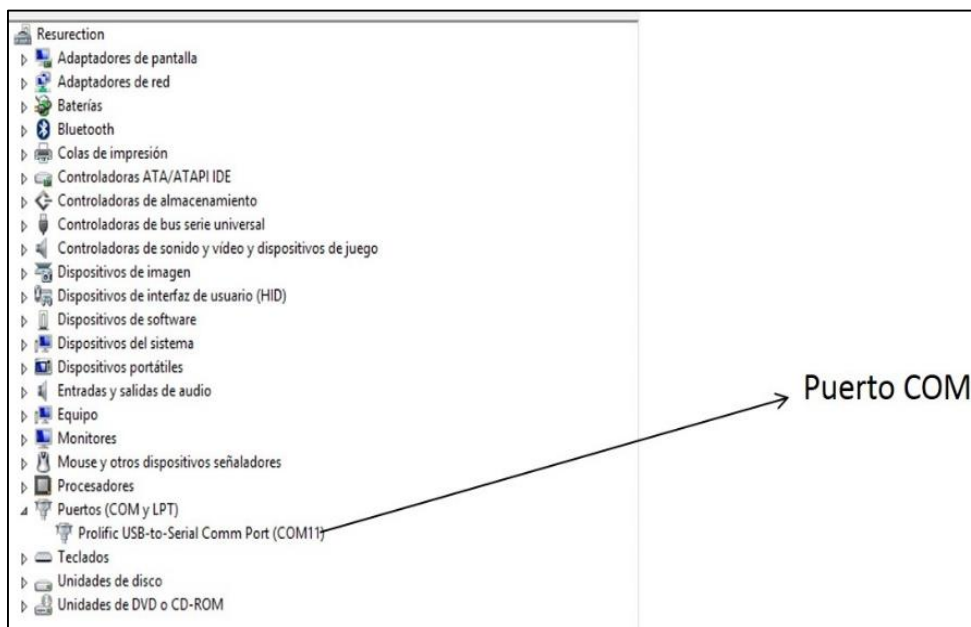 Resurection
Adaptadores de pantalla
Adaptadores de red
Baterías
Bluetooth
Colas de impresión
Controladoras ATA/ATAPI IDE
Controladoras de almacenamiento
Controladoras de bus serie universal
Controladoras de sonido y vídeo y dispositivos de juego
Dispositivos de imagen
Dispositivos de interfaz de usuario (HID)
Dispositivos de software
Dispositivos del sistema
Dispositivos portátiles
Entradas y salidas de audio
Equipo
Monitores
Mouse y otros dispositivos señaladores
Procesadores
Puertos (COM y LPT)
Prolific USB-to-Serial Comm Port (COM11)
Teclados
Unidades de disco
Unidades de DVD o CD-ROM
Puerto COM